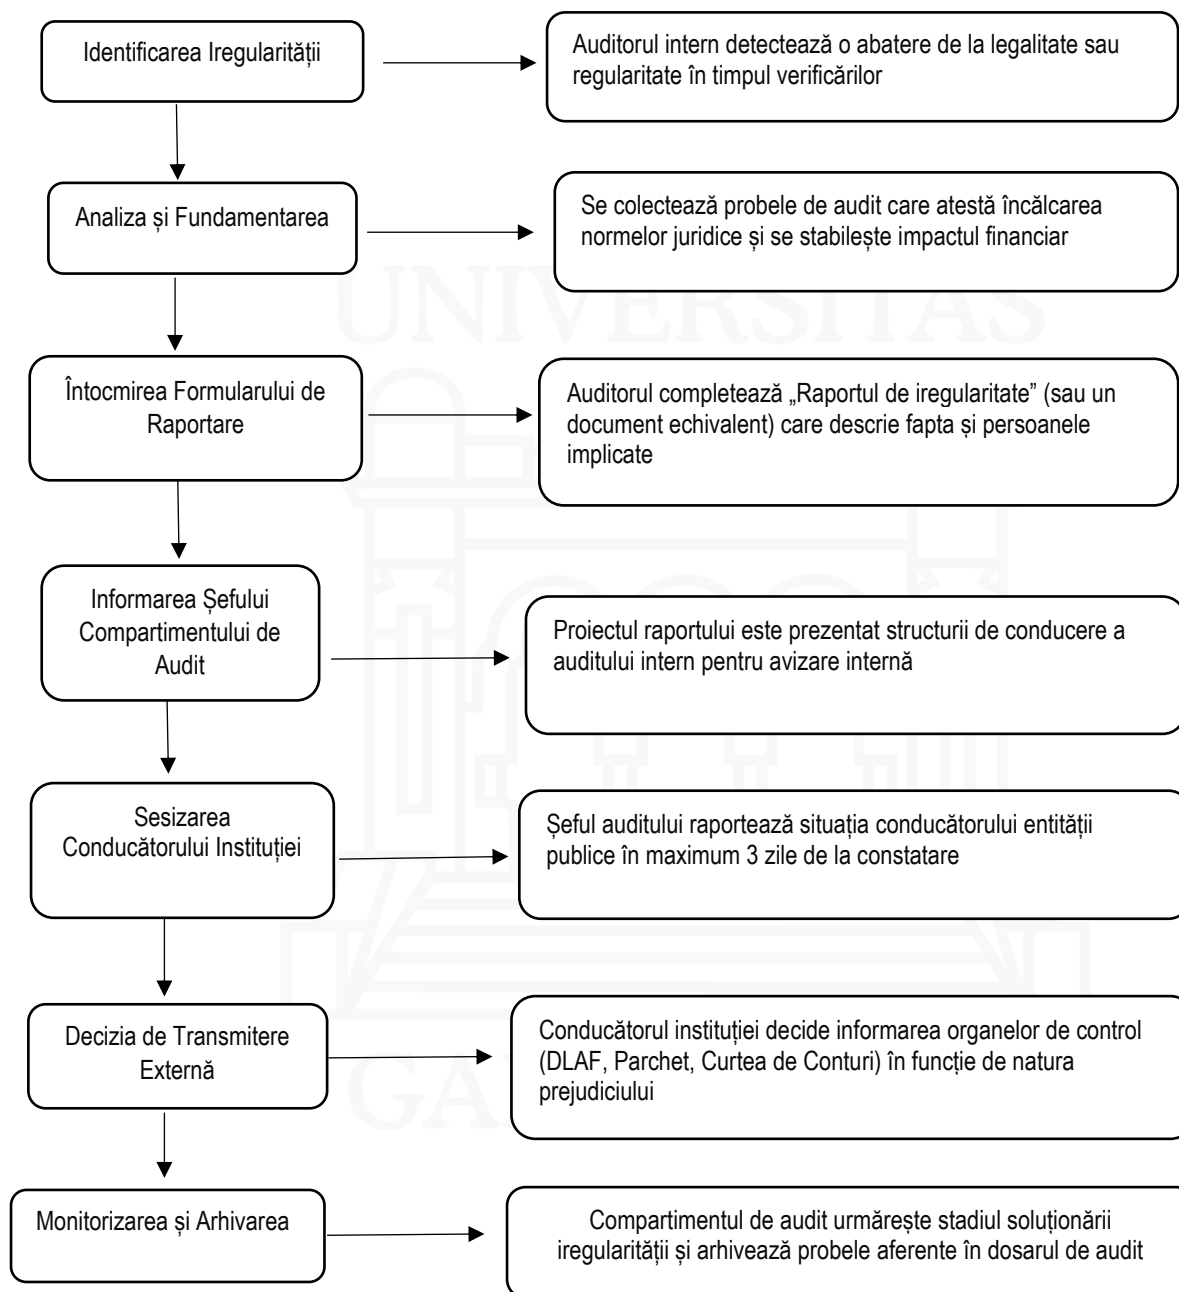 Identificarea Iregularității
Auditorul intern detectează o abatere de la legalitate sau
regularitate în timpul verificărilor
Analiza și Fundamentarea
Se colectează probele de audit care atestă încălcarea
normelor juridice și se stabilește impactul financiar
UNIVERSITAS
Întocmirea Formularului de
Raportare
Auditorul completează „Raportul de iregularitate” (sau un
document echivalent) care descrie fapta și persoanele
implicate
Informarea Șefului
Compartimentului de
Audit
Proiectul raportului este prezentat structurii de conducere a
auditului intern pentru avizare internă
Sesizarea
Conducătorului Instituției
Șeful auditului raportează situația conducătorului entității
publice în maximum 3 zile de la constatare
Decizia de Transmitere
Externă
Conducătorul instituției decide informarea organelor de control
(DLAF, Parchet, Curtea de Conturi) în funcție de natura
prejudiciului
Monitorizarea și Arhivarea
Compartimentul de audit urmărește stadiul soluționării
iregularității și arhivează probele aferente în dosarul de audit